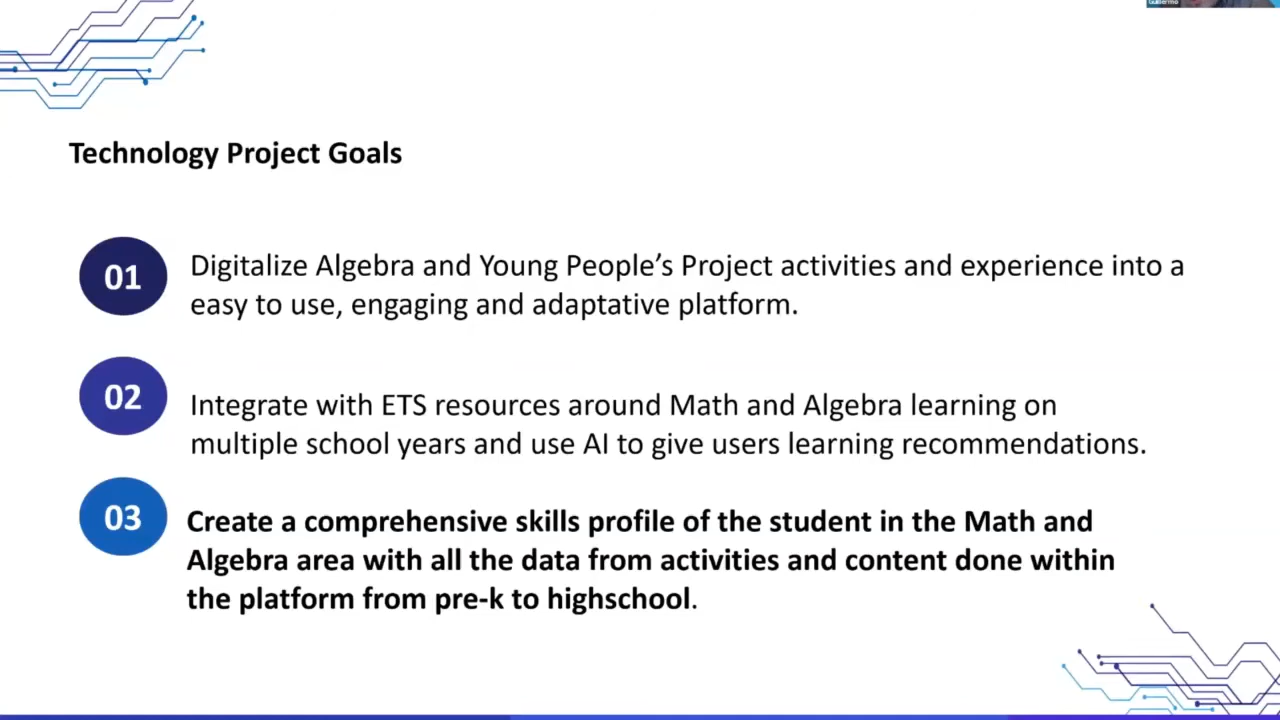 Guillermo
Technology Project Goals
01
Digitalize Algebra and Young People’s Project activities and experience into a
easy to use, engaging and adaptative platform.
02
Integrate with ETS resources around Math and Algebra learning on
multiple school years and use AI to give users learning recommendations.
03
Create a comprehensive skills profile of the student in the Math and
Algebra area with all the data from activities and content done within
the platform from pre-k to highschool.